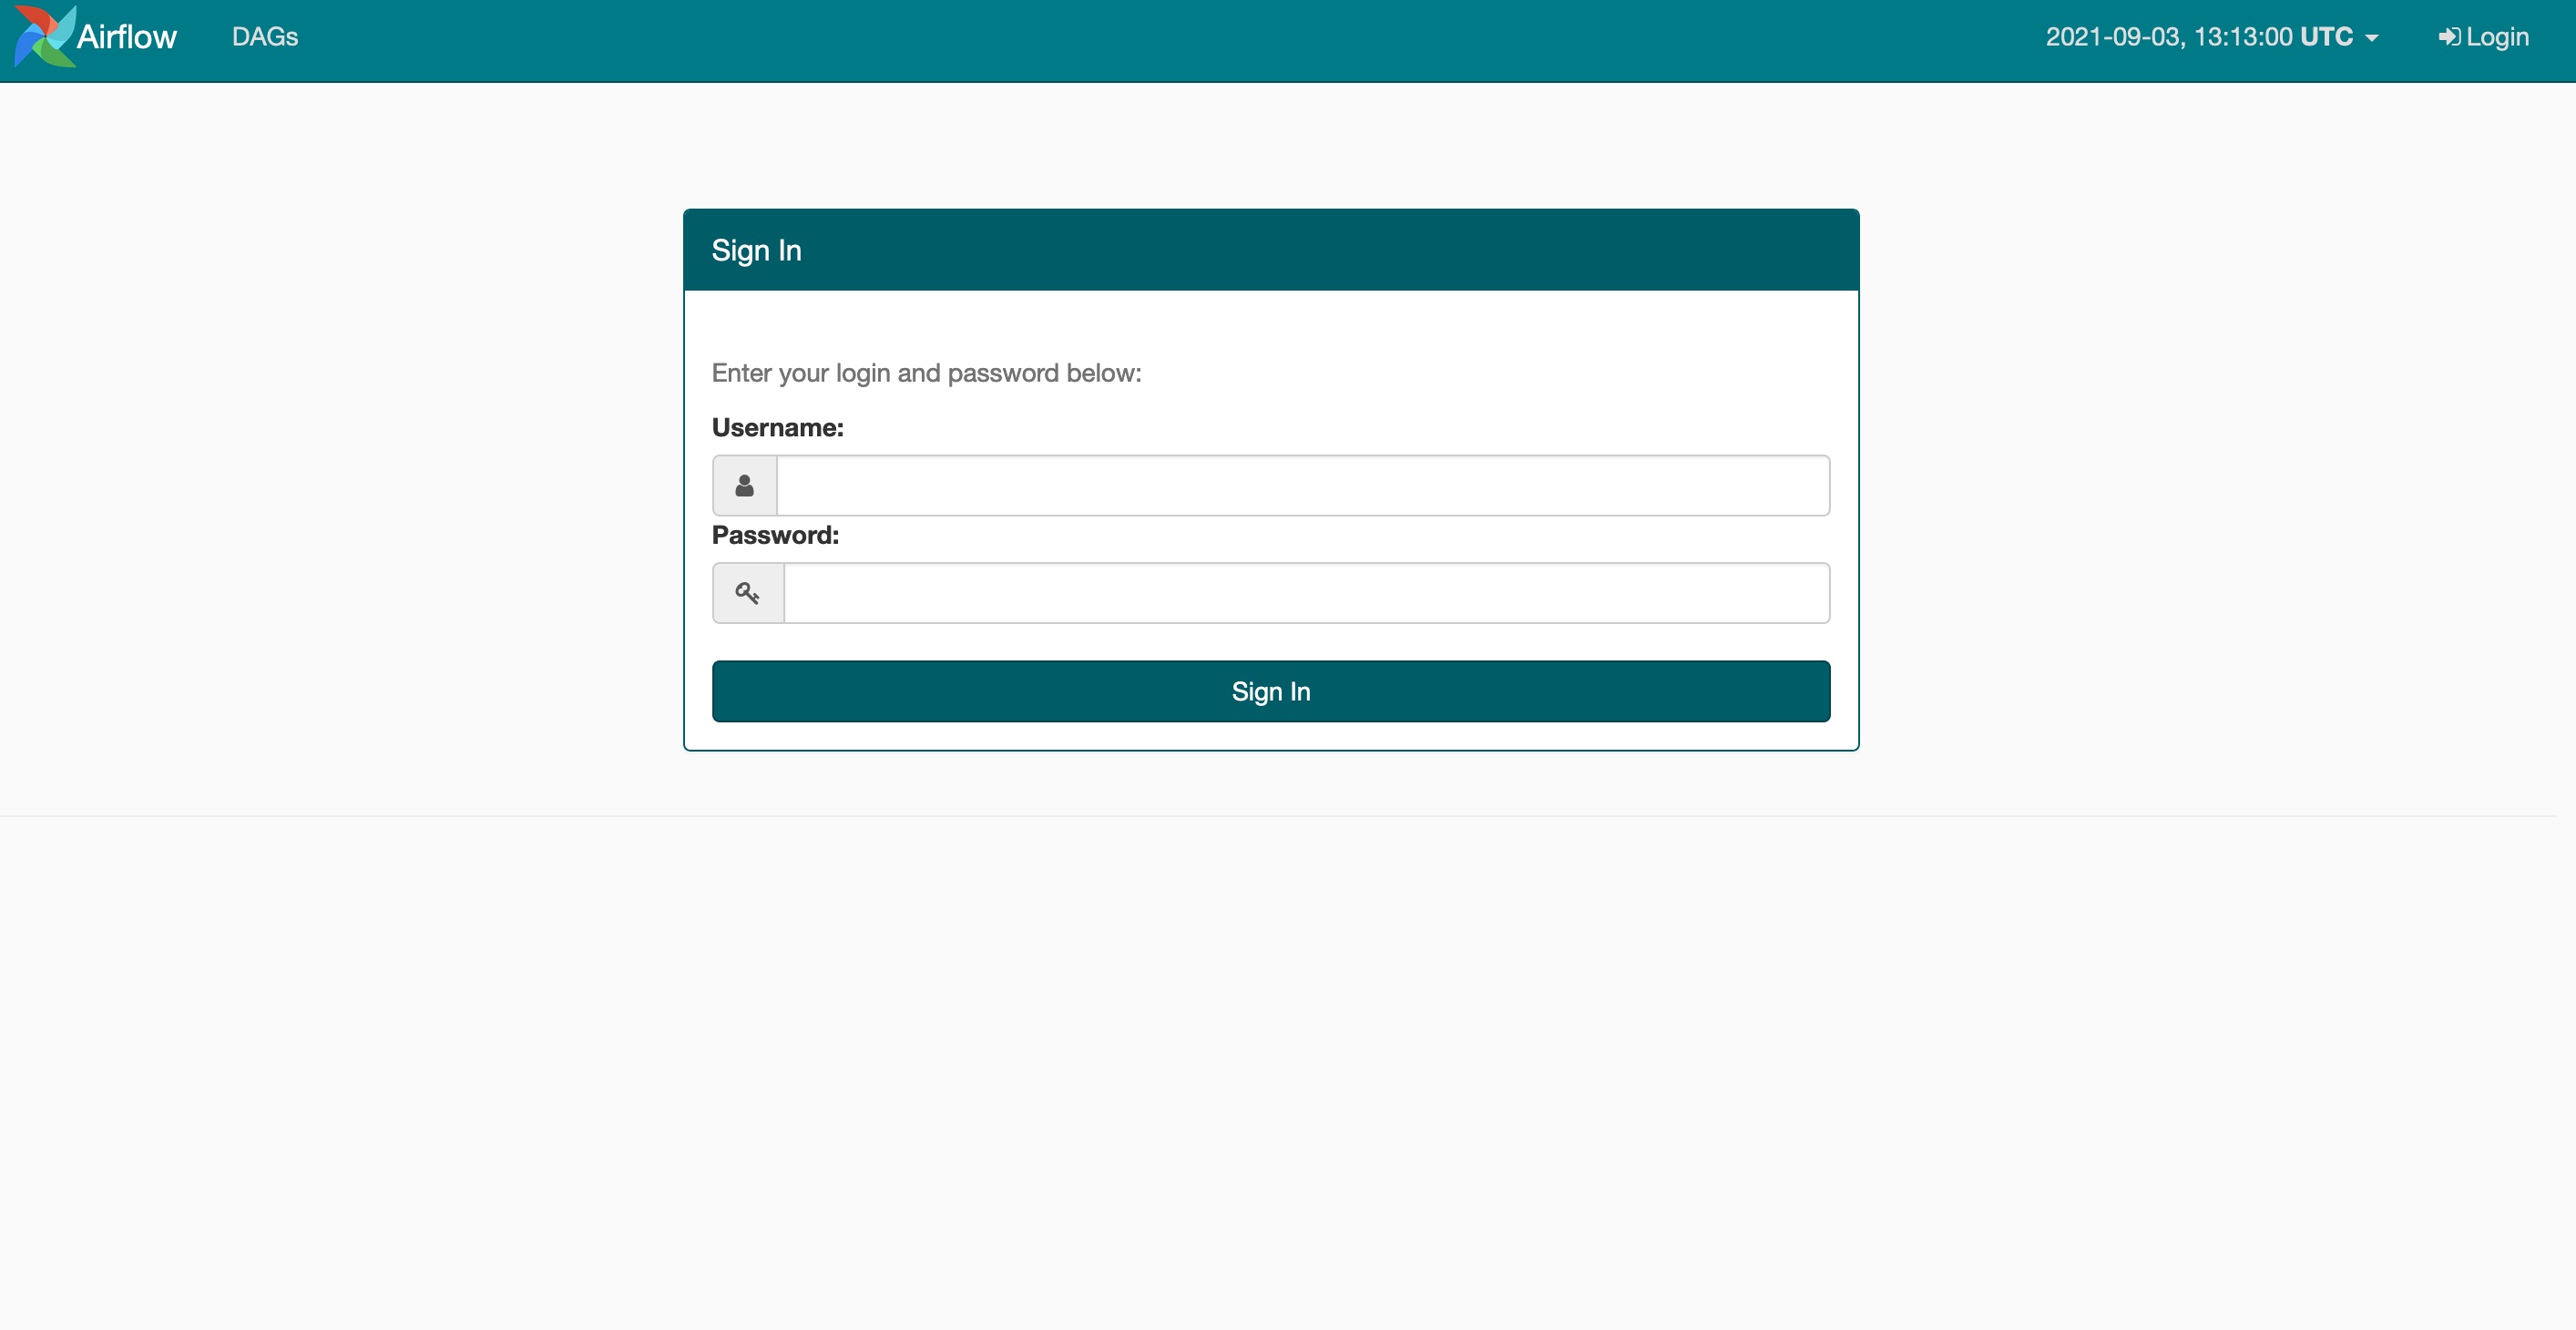 Airflow DAGs 2021-09-03, 13:13:00 UTC Login
Sign In
Enter your login and password below:
Username:
Password:
Sign In